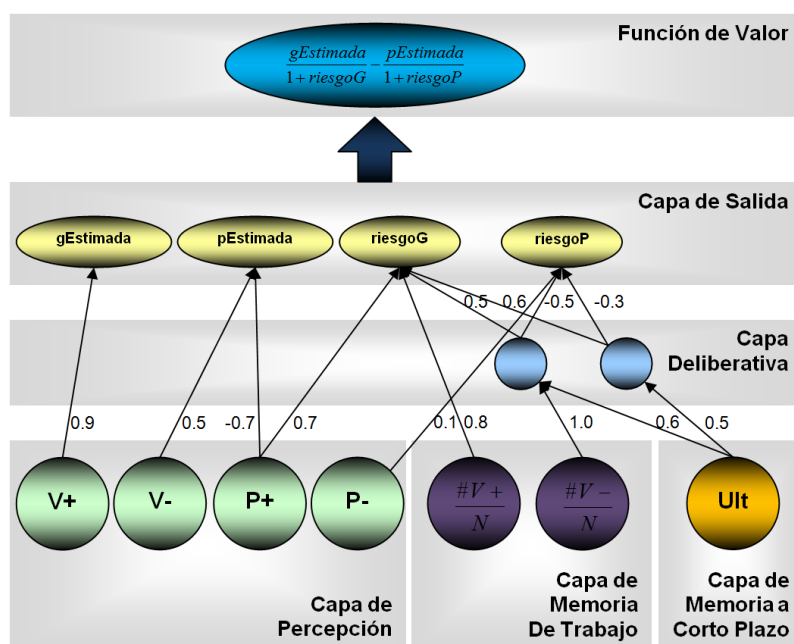 Función de Valor
gEstimada pEstimada
1+riesgoG − 1+riesgoP
Capa de Salida
gEstimada pEstimada riesgoG riesgoP
0.5 0.6 -0.5 -0.3
Capa
Deliberativa
0.9 0.5 -0.7 0.7 0.1 0.8 1.0 0.6 0.5
V+ V- P+ P- #V+ #V− Ult
N N
Capa de
Percepción
Capa de
Memoria
De Trabajo
Capa de
Memoria a
Corto Plazo